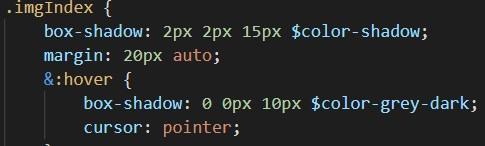 .imgIndex {
box-shadow: 2px 2px 15px $color-shadow;
margin: 20px auto;
&:hover {
box-shadow: 0 0px 10px $color-grey-dark;
cursor: pointer;